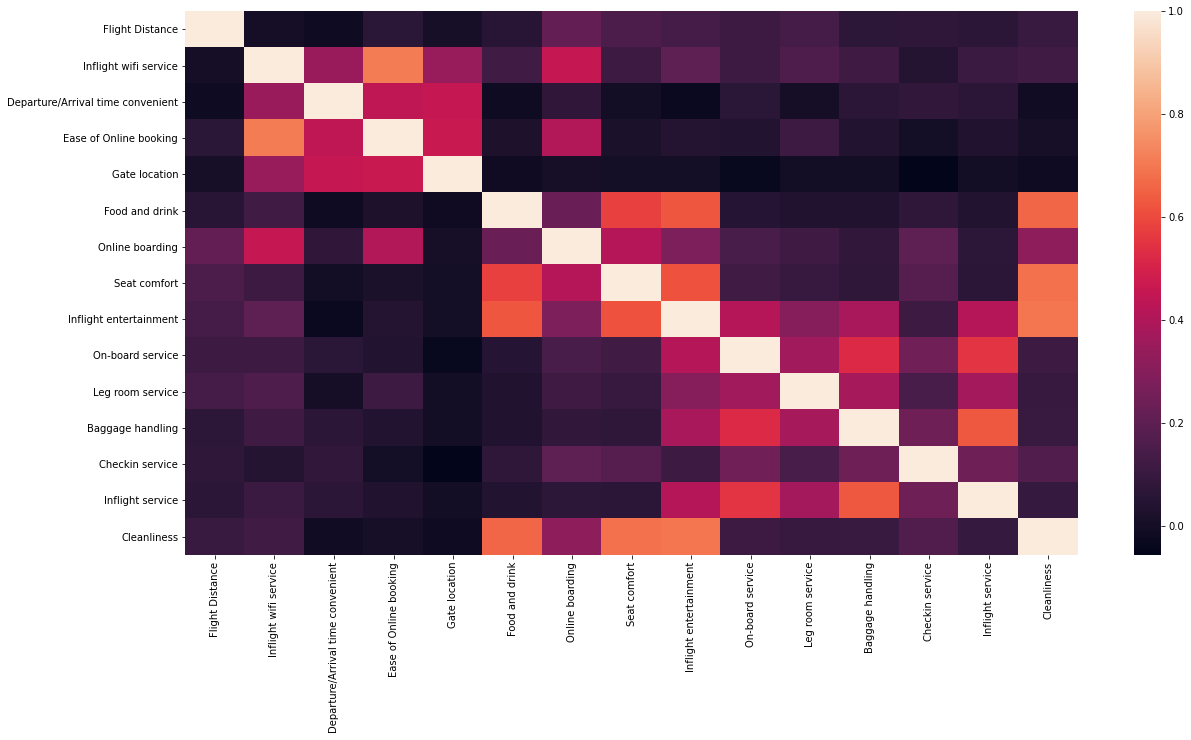 Flight Distance
Inflight wifi service
Departure/Arrival time convenient
Ease of Online booking
Gate location
Food and drink
Online boarding
Seat comfort
Inflight entertainment
On-board service
Leg room service
Baggage handling
Checkin service
Inflight service
Cleanliness
Flight Distance
Inflight wifi service
Departure/Arrival time convenient
Ease of Online booking
Gate location
Food and drink
Online boarding
Seat comfort
Inflight entertainment
On-board service
Leg room service
Baggage handling
Checkin service
Inflight service
Cleanliness
1.0
0.8
0.6
0.4
0.2
0.0